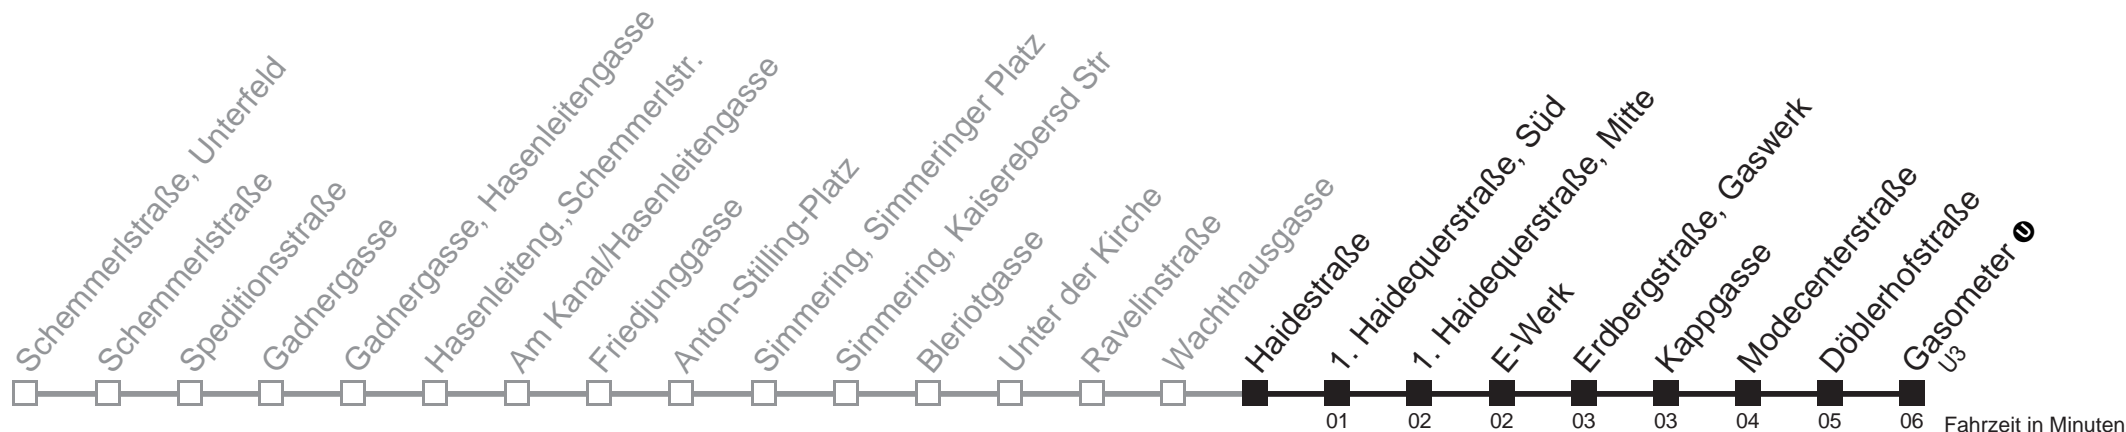 Schemmerlstraße, Unterfeld
Schemmerlstraße
Speditionsstraße
Gadnergasse
Gadnergasse, Hasenleitengasse
Hasenleiteng.,Schemmerlstr.
Am Kanal/Hasenleitengasse
Friedjunggasse
Anton-Stilling-Platz
Simmering, Simmeringer Platz
Simmering, Kaiserebersd Str
Bleriotgasse
Unter der Kirche
Ravelinstraße
Wachthausgasse
Haidestraße
1. Haidequerstraße, Süd
1. Haidequerstraße, Mitte
E-Werk
Erdbergstraße, Gaswerk
Kappgasse
Modecenterstraße
Döblerhofstraße
Gasometer U
U3
01 02 02 03 03 04 05 06 Fahrzeit in Minuten